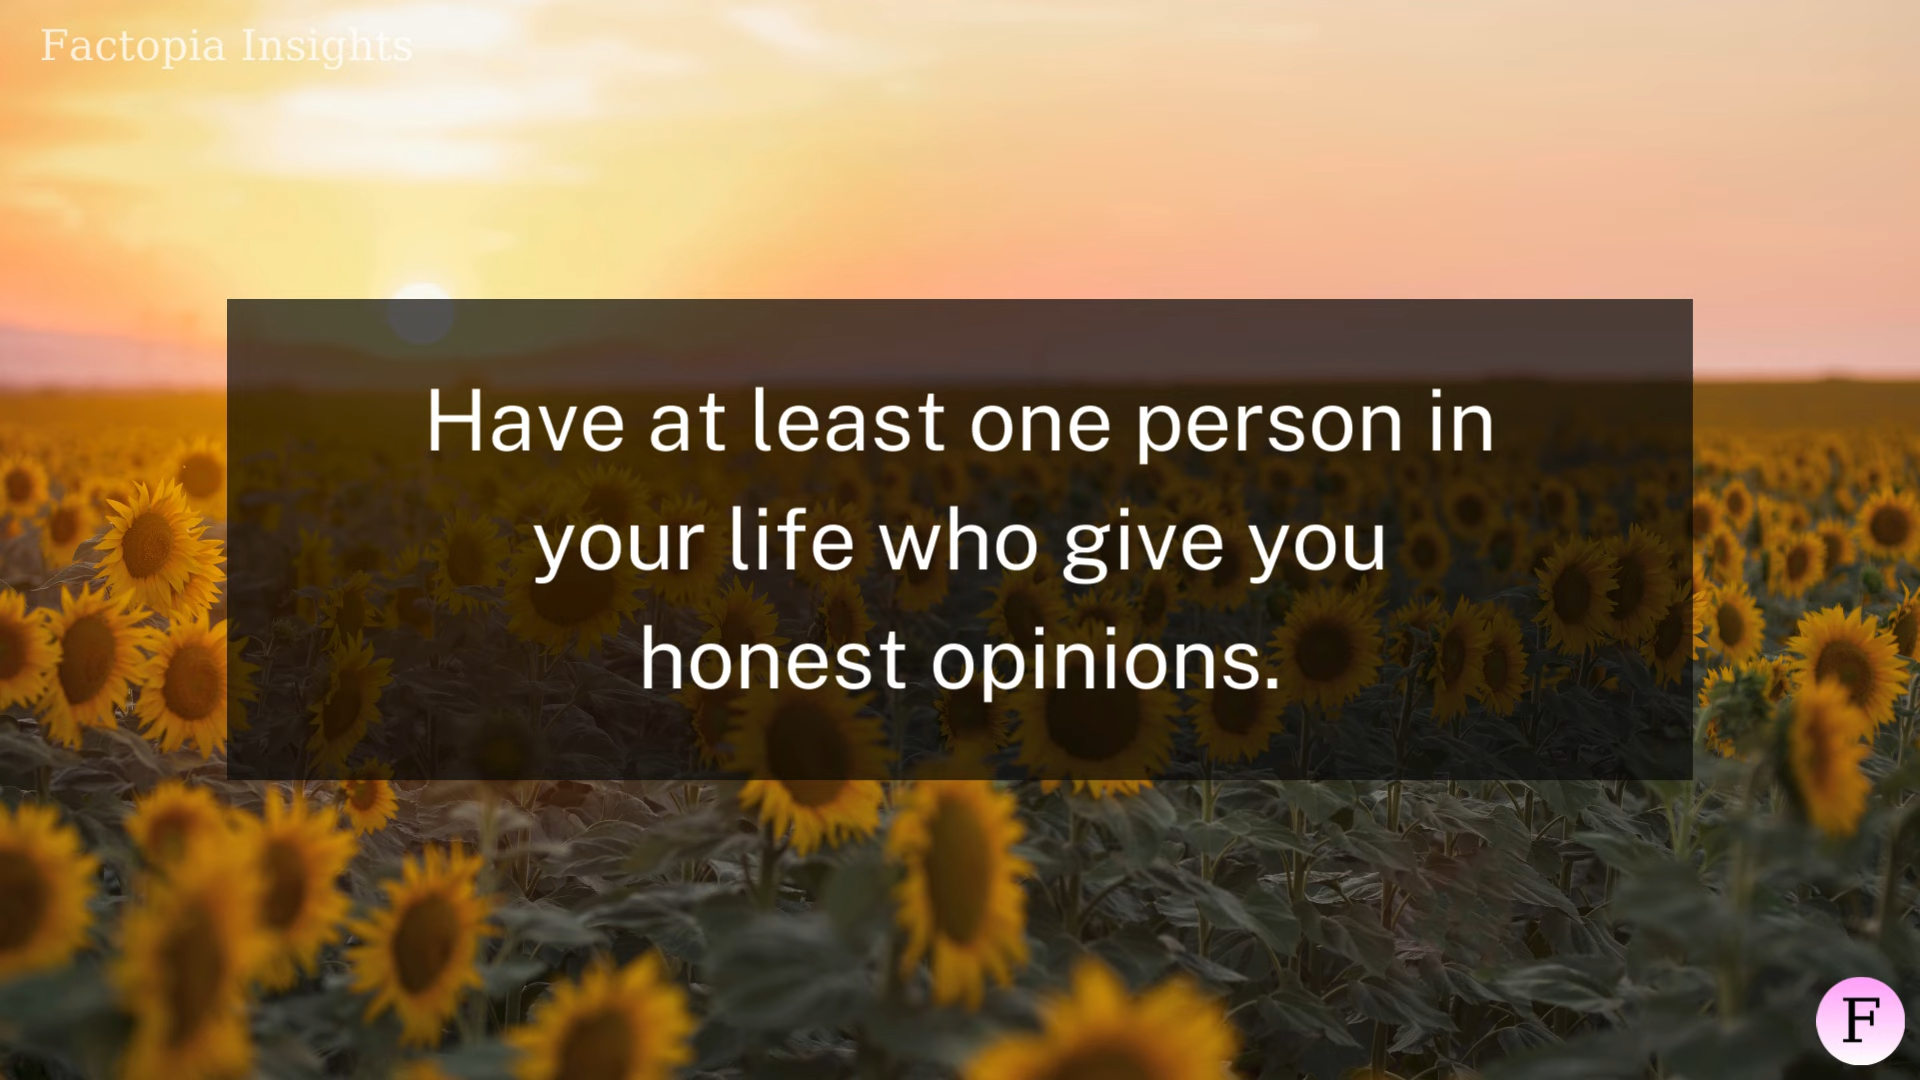 Factopia Insights
Have at least one person in
your life who give you
honest opinions.
F